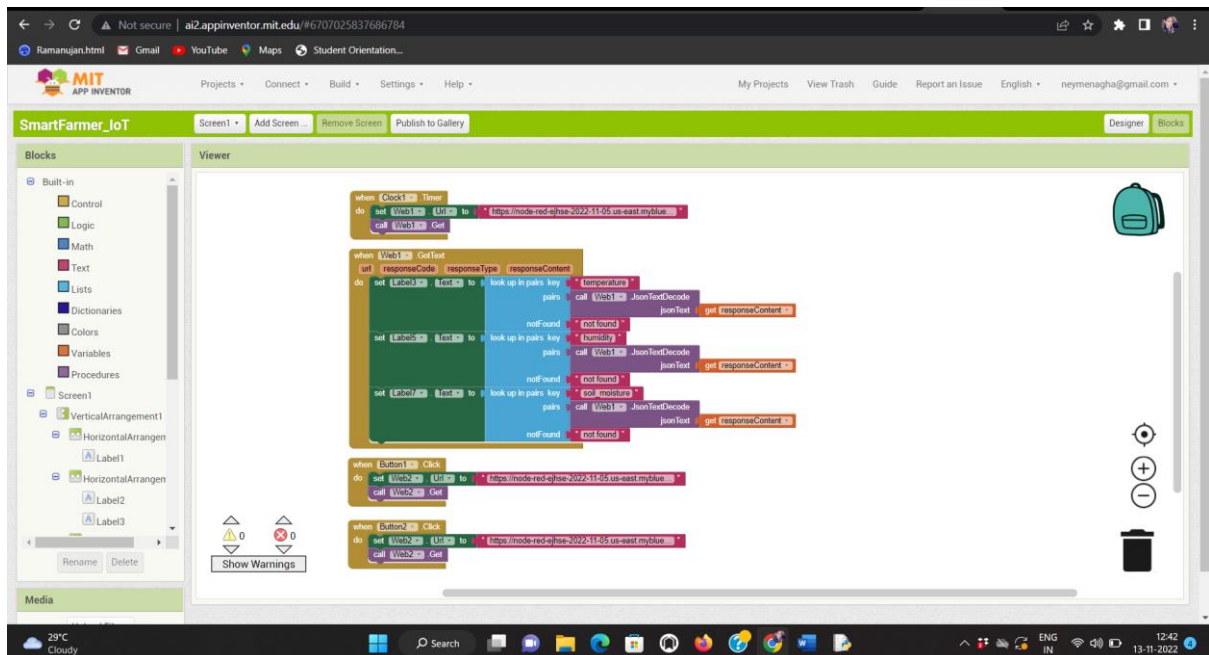 Not secure | ai2.appinventor.mit.edu/#6707025837686784
Ramanujan.html Gmail YouTube Maps Student Orientation...
MIT
APP INVENTOR
Projects Connect Build Settings Help My Projects View Trash Guide Report an Issue English neymenagha@gmail.com
SmartFarmer_IoT Screen1 Add Screen ... Remove Screen Publish to Gallery Designer Blocks
Blocks Viewer
Built-in
Control
Logic
Math
Text
Lists
Dictionaries
Colors
Variables
Procedures
Screen1
VerticalArrangement1
HorizontalArrangen
Label1
HorizontalArrangen
Label2
Label3
Rename Delete
Media
when Clock1 .Timer
do set Web1 . Url to " https://node-red-ejhse-2022-11-05.us-east.myblue... "
call Web1 .Get
when Web1 .GotText
url responseCode responseType responseContent
do set Label3 . Text to look up in pairs key " temperature "
pairs call Web1 .JsonTextDecode
jsonText get responseContent
notFound " not found "
set Label5 . Text to look up in pairs key " humidity "
pairs call Web1 .JsonTextDecode
jsonText get responseContent
notFound " not found "
set Label7 . Text to look up in pairs key " soil_moisture "
pairs call Web1 .JsonTextDecode
jsonText get responseContent
notFound " not found "
when Button1 .Click
do set Web2 . Url to " https://node-red-ejhse-2022-11-05.us-east.myblue... "
call Web2 .Get
when Button2 .Click
do set Web2 . Url to " https://node-red-ejhse-2022-11-05.us-east.myblue... "
call Web2 .Get
0 0
Show Warnings
29°C
Cloudy
Search
ENG
IN
12:42
13-11-2022